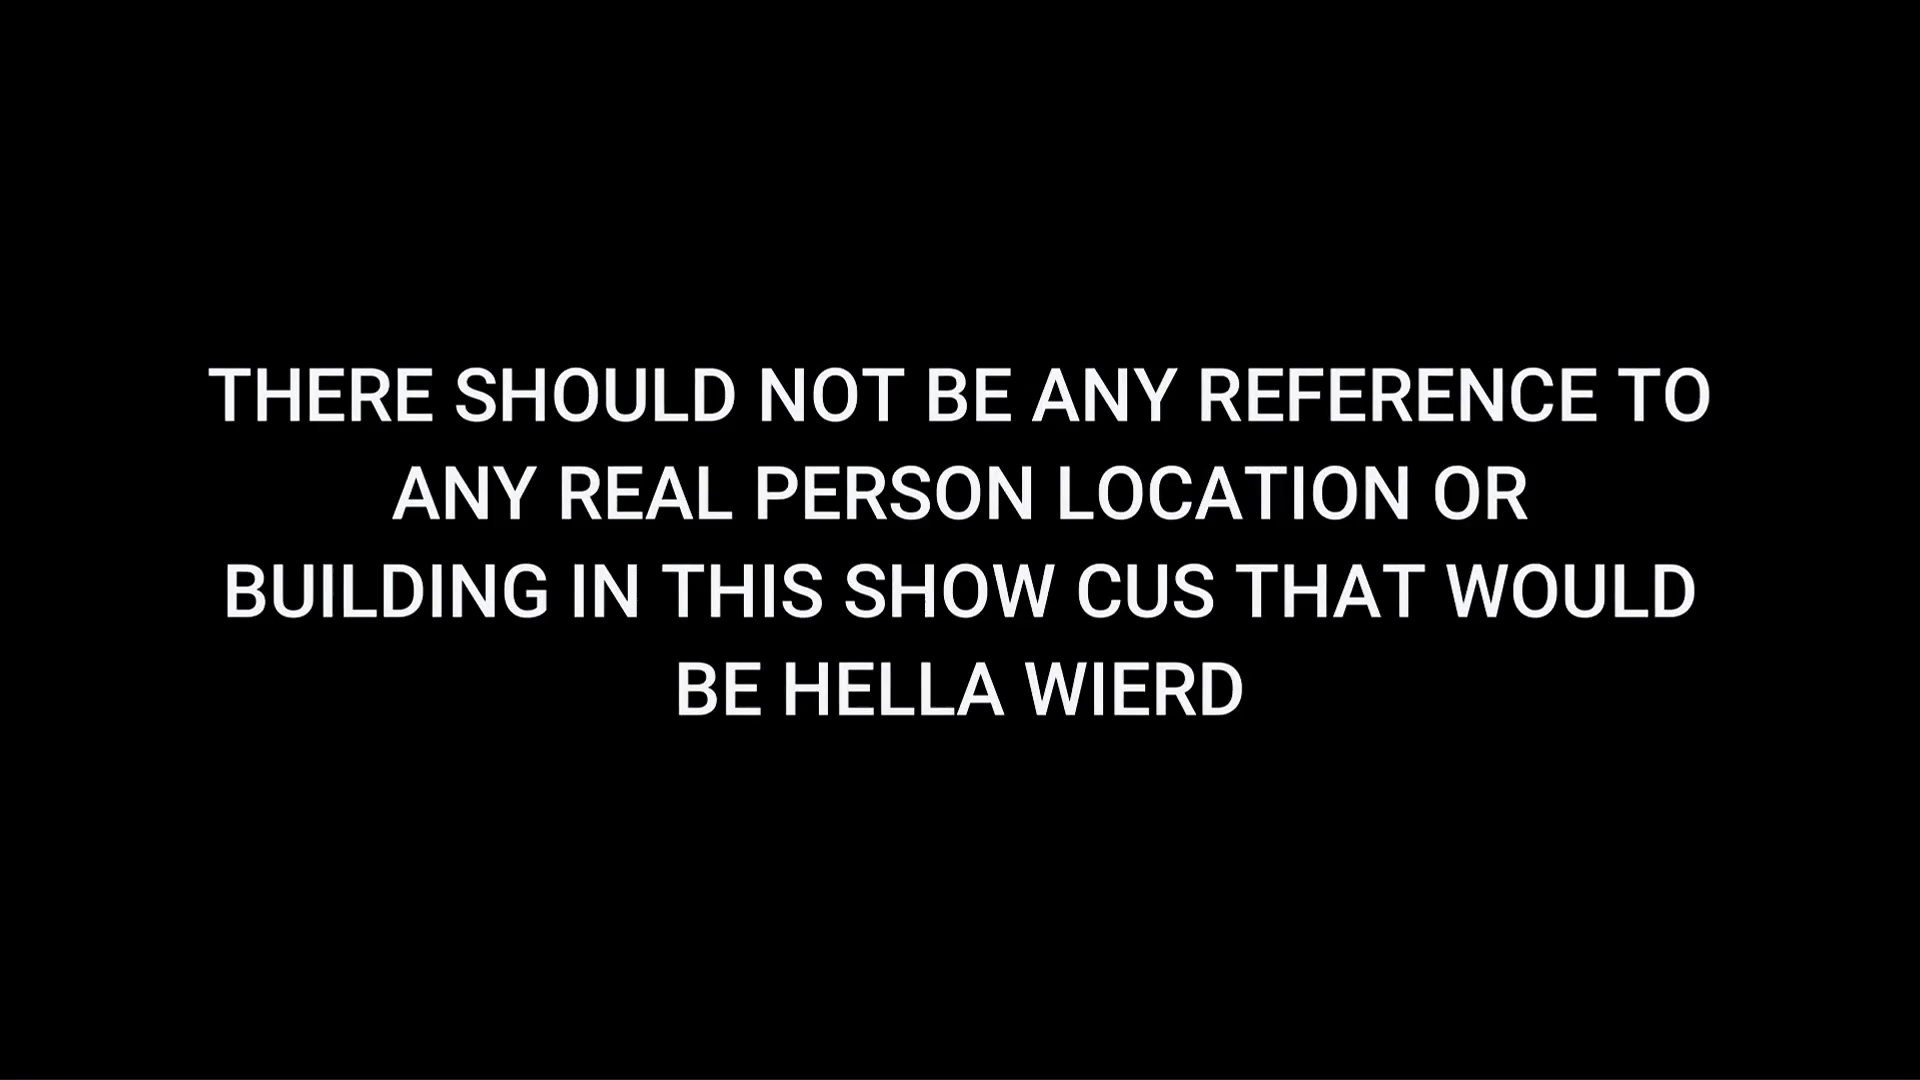 THERE SHOULD NOT BE ANY REFERENCE TO
ANY REAL PERSON LOCATION OR
BUILDING IN THIS SHOW CUS THAT WOULD
BE HELLA WIERD